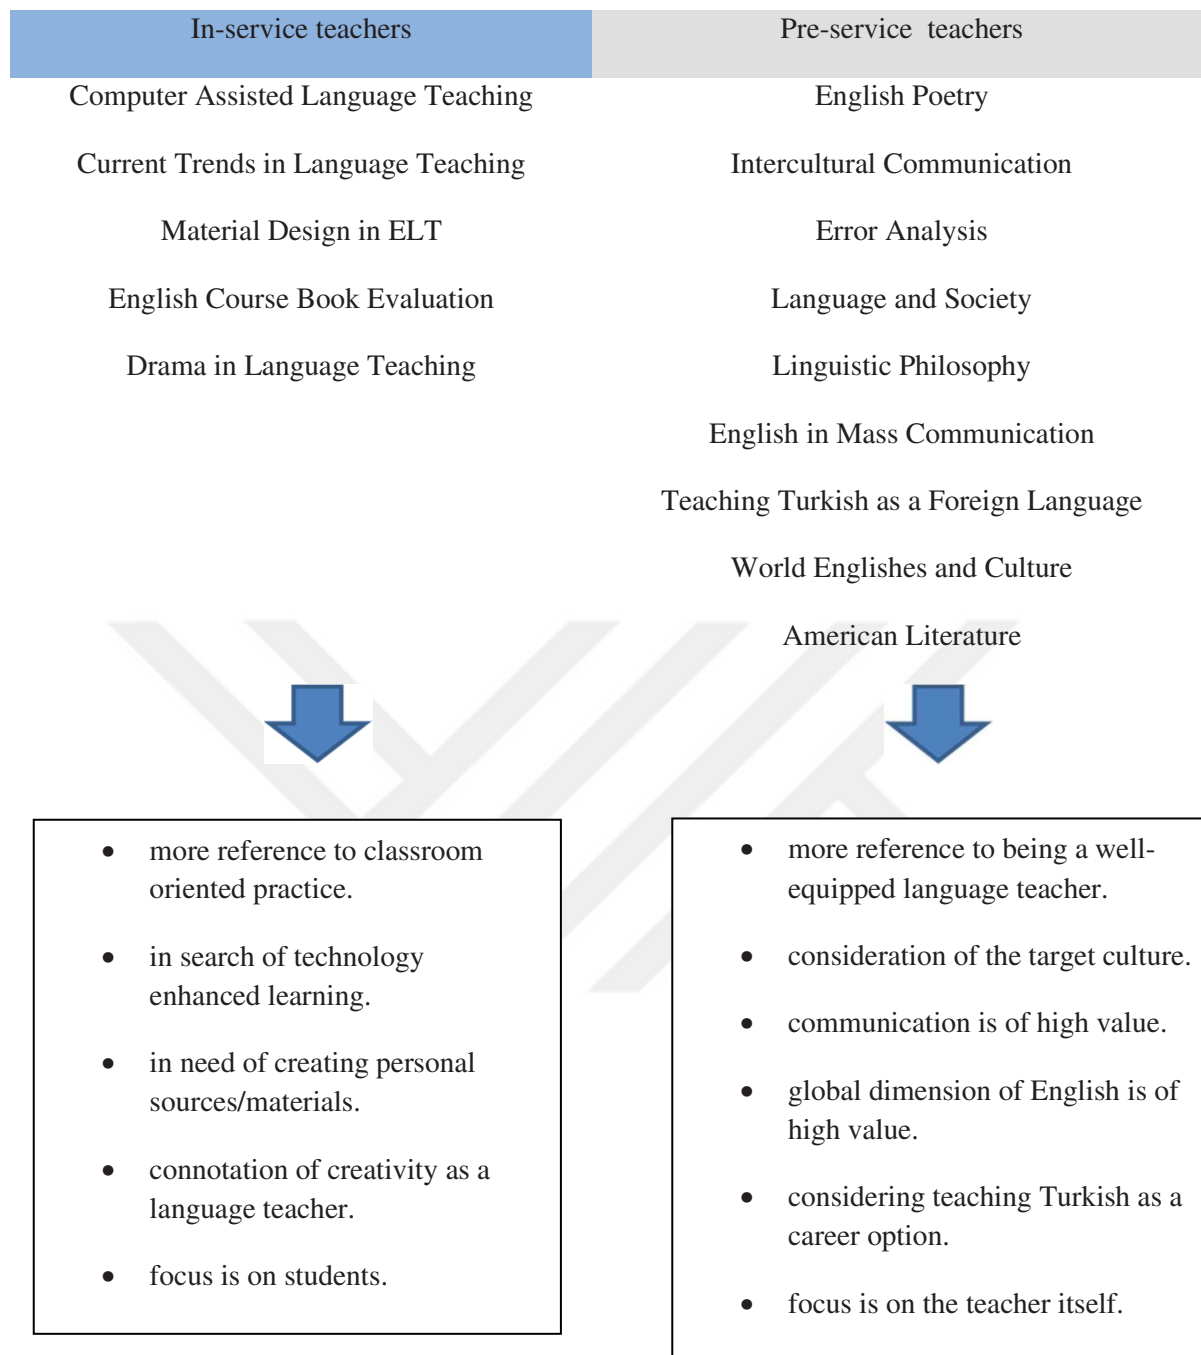 In-service teachers
Pre-service teachers
Computer Assisted Language Teaching
English Poetry
Current Trends in Language Teaching
Intercultural Communication
Material Design in ELT
Error Analysis
English Course Book Evaluation
Language and Society
Drama in Language Teaching
Linguistic Philosophy
English in Mass Communication
Teaching Turkish as a Foreign Language
World Englishes and Culture
American Literature
• more reference to classroom
oriented practice.
• in search of technology
enhanced learning.
• in need of creating personal
sources/materials.
• connotation of creativity as a
language teacher.
• focus is on students.
• more reference to being a well-
equipped language teacher.
• consideration of the target culture.
• communication is of high value.
• global dimension of English is of
high value.
• considering teaching Turkish as a
career option.
• focus is on the teacher itself.